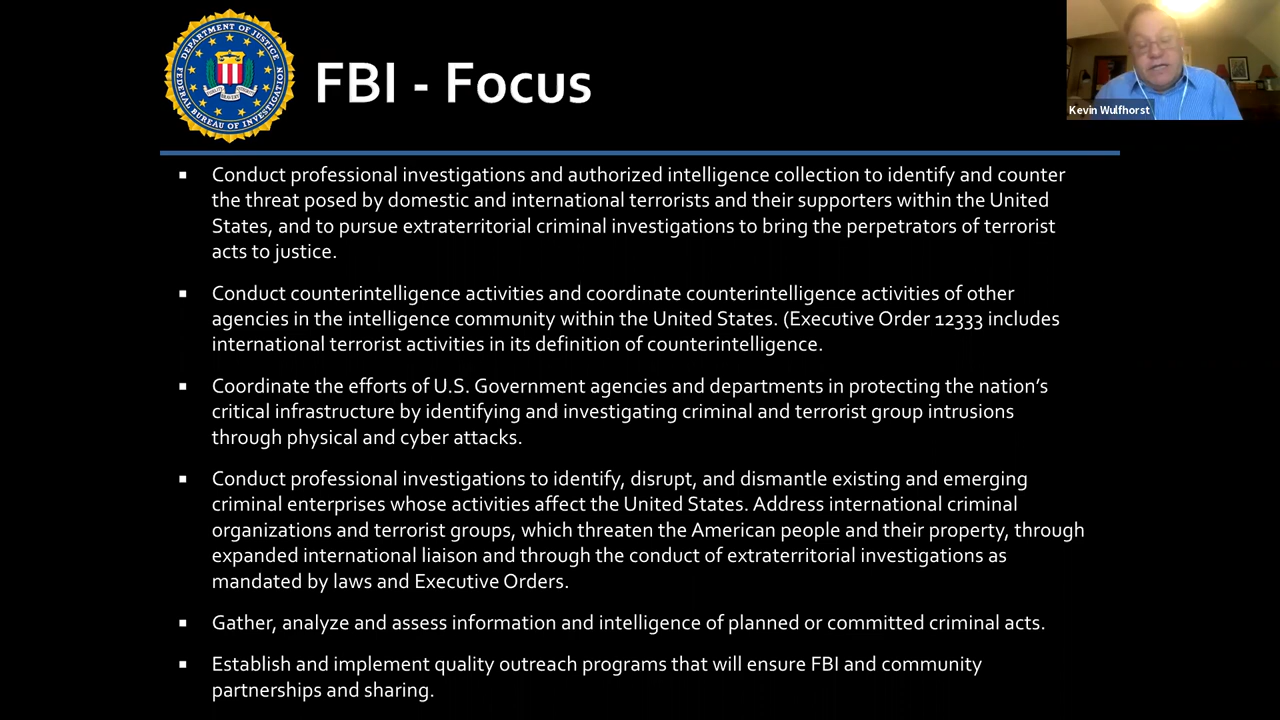 DEPARTMENT OF JUSTICE
FEDERAL BUREAU OF INVESTIGATION
FBI - Focus
Kevin Wulfhorst
▪ Conduct professional investigations and authorized intelligence collection to identify and counter
the threat posed by domestic and international terrorists and their supporters within the United
States, and to pursue extraterritorial criminal investigations to bring the perpetrators of terrorist
acts to justice.
▪ Conduct counterintelligence activities and coordinate counterintelligence activities of other
agencies in the intelligence community within the United States. (Executive Order 12333 includes
international terrorist activities in its definition of counterintelligence.
▪ Coordinate the efforts of U.S. Government agencies and departments in protecting the nation’s
critical infrastructure by identifying and investigating criminal and terrorist group intrusions
through physical and cyber attacks.
▪ Conduct professional investigations to identify, disrupt, and dismantle existing and emerging
criminal enterprises whose activities affect the United States. Address international criminal
organizations and terrorist groups, which threaten the American people and their property, through
expanded international liaison and through the conduct of extraterritorial investigations as
mandated by laws and Executive Orders.
▪ Gather, analyze and assess information and intelligence of planned or committed criminal acts.
▪ Establish and implement quality outreach programs that will ensure FBI and community
partnerships and sharing.